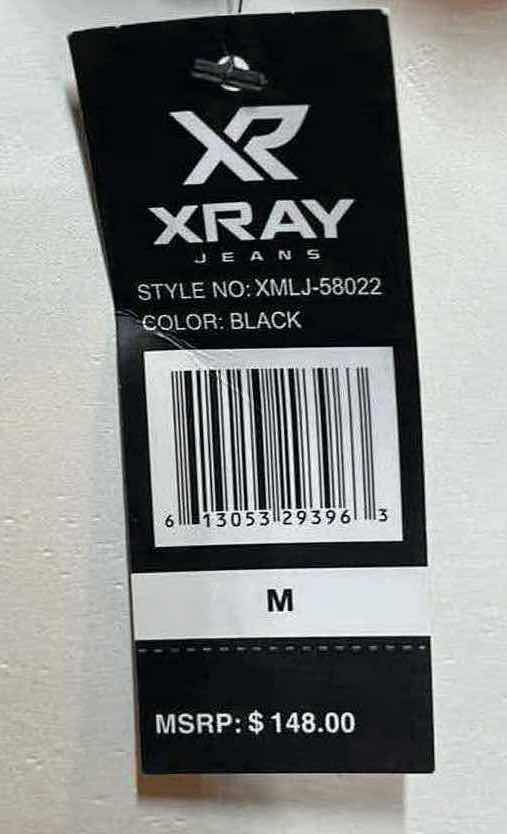 XR
XRAY
JEANS
STYLE NO: XMLJ-58022
COLOR: BLACK
6 13053 29396 3
M
MSRP: $ 148.00